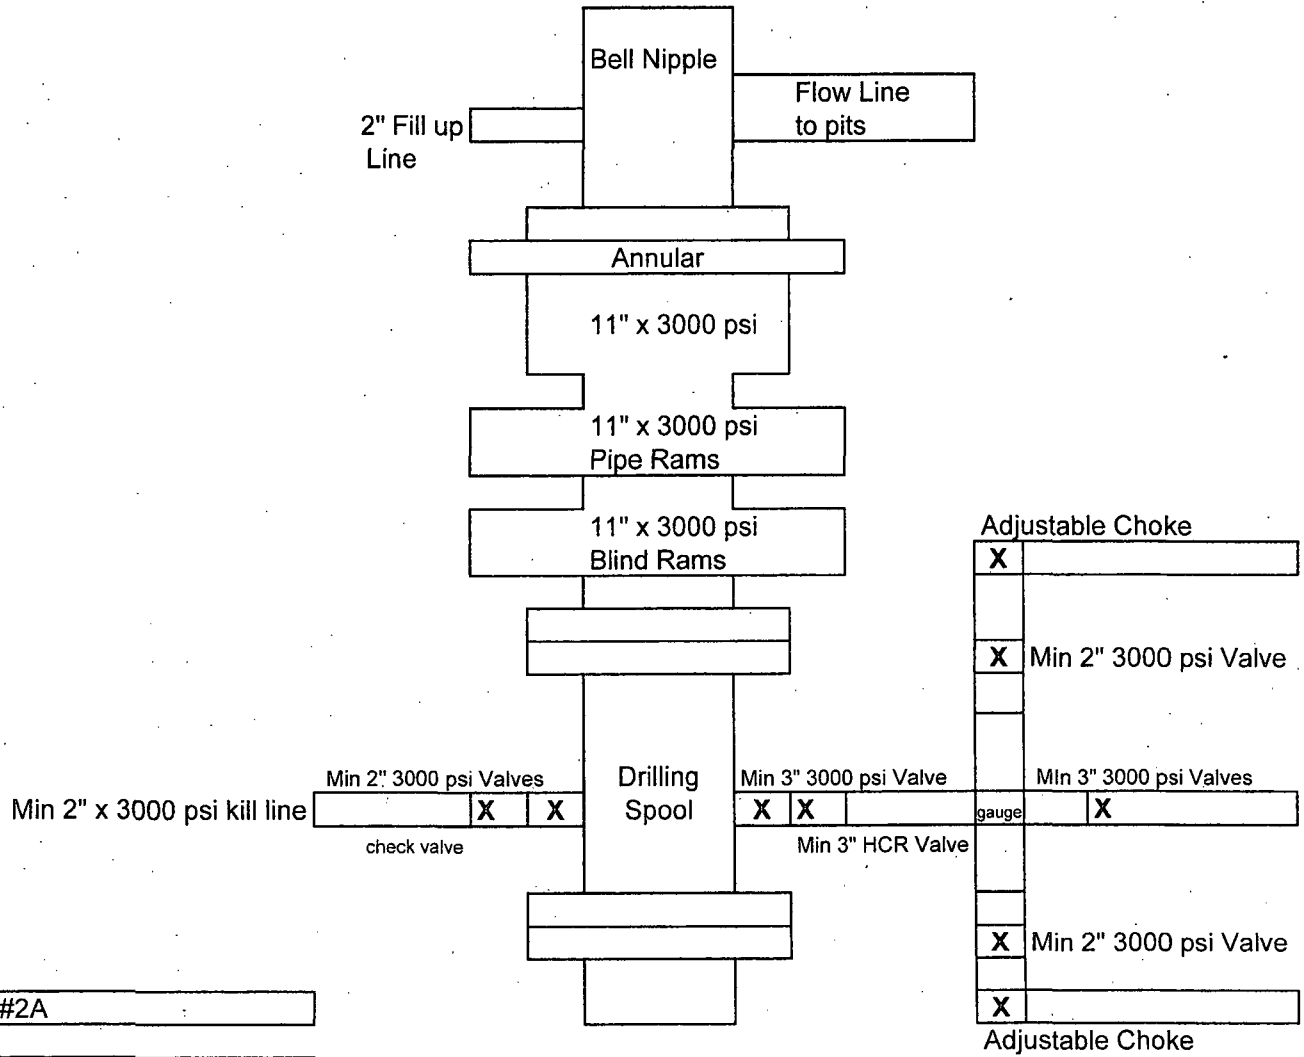 Bell Nipple
Flow Line
to pits
2" Fill up
Line
Annular
11" x 3000 psi
11" x 3000 psi
Pipe Rams
11" x 3000 psi
Blind Rams
Adjustable Choke
X
X Min 2" 3000 psi Valve
Min 2" 3000 psi Valves
Drilling
Spool
Min 3" 3000 psi Valve
MIn 3" 3000 psi Valves
Min 2" x 3000 psi kill line
X X
X X
gauge
X
check valve
Min 3" HCR Valve
X Min 2" 3000 psi Valve
#2A
X
Adjustable Choke